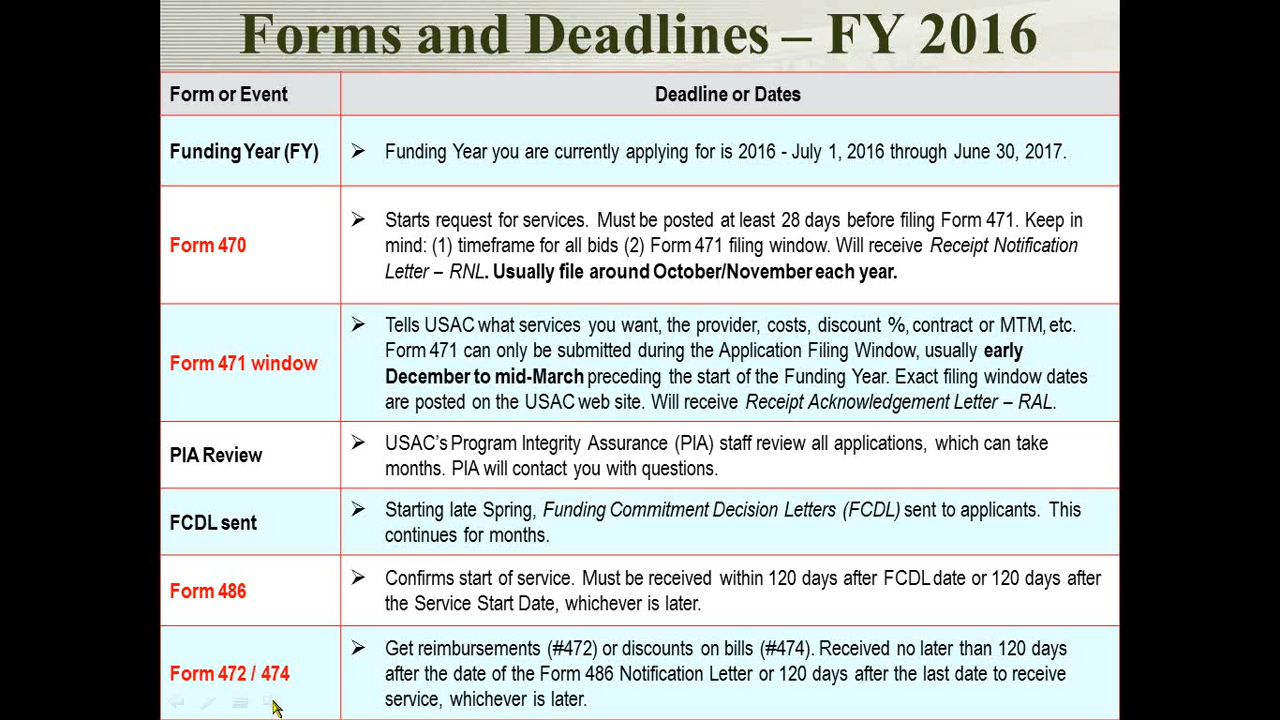 Forms and Deadlines – FY 2016
Form or Event
Deadline or Dates
Funding Year (FY)
➢ Funding Year you are currently applying for is 2016 - July 1, 2016 through June 30, 2017.
Form 470
➢ Starts request for services. Must be posted at least 28 days before filing Form 471. Keep in
mind: (1) timeframe for all bids (2) Form 471 filing window. Will receive Receipt Notification
Letter – RNL. Usually file around October/November each year.
Form 471 window
➢ Tells USAC what services you want, the provider, costs, discount %, contract or MTM, etc.
Form 471 can only be submitted during the Application Filing Window, usually early
December to mid-March preceding the start of the Funding Year. Exact filing window dates
are posted on the USAC web site. Will receive Receipt Acknowledgement Letter – RAL.
PIA Review
➢ USAC's Program Integrity Assurance (PIA) staff review all applications, which can take
months. PIA will contact you with questions.
FCDL sent
➢ Starting late Spring, Funding Commitment Decision Letters (FCDL) sent to applicants. This
continues for months.
Form 486
➢ Confirms start of service. Must be received within 120 days after FCDL date or 120 days after
the Service Start Date, whichever is later.
Form 472 / 474
➢ Get reimbursements (#472) or discounts on bills (#474). Received no later than 120 days
after the date of the Form 486 Notification Letter or 120 days after the last date to receive
service, whichever is later.